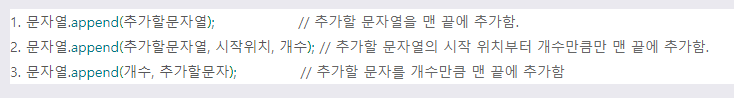 1. 문자열.append(추가할문자열); // 추가할 문자열을 맨 끝에 추가함.
2. 문자열.append(추가할문자열, 시작위치, 개수); // 추가할 문자열의 시작 위치부터 개수만큼만 맨 끝에 추가함.
3. 문자열.append(개수, 추가할문자); // 추가할 문자를 개수만큼 맨 끝에 추가함